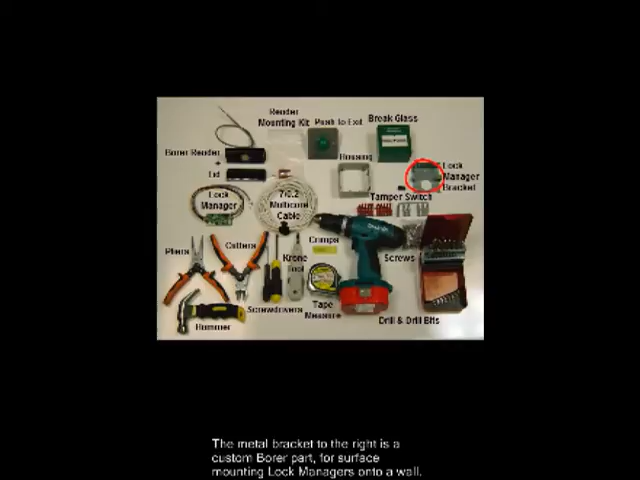 Reader
Mounting Kit
Push to Exit
Break Glass
Borer Reader
+
Lid
Housing
Lock
Manager
Bracket
Lock
Manager
7/0.2
Multicore
Cable
Tamper Switch
Pliers
Cutters
Crimps
Krone
Tool
Screws
Screwdrivers
Tape
Measure
Hammer
Drill & Drill Bits
The metal bracket to the right is a
custom Borer part, for surface
mounting Lock Managers onto a wall.